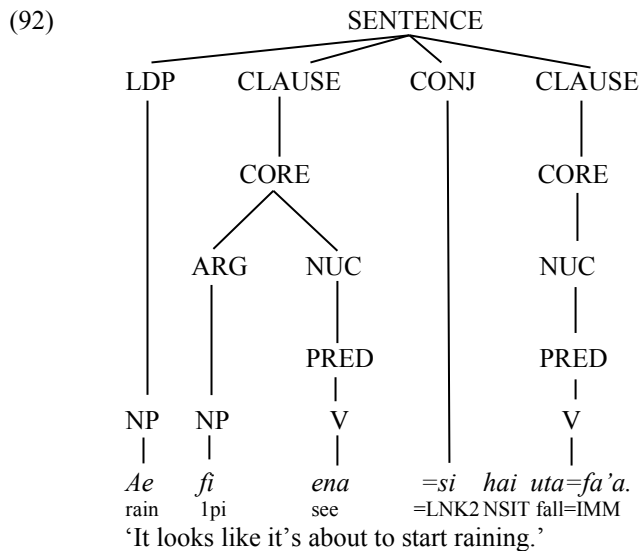 (92) SENTENCE
LDP CLAUSE CONJ CLAUSE
CORE CORE
ARG NUC NUC
PRED PRED
NP NP V V
Ae fi ena =si hai uta=fa'a.
rain 1pi see =LNK2 NSIT fall=IMM
'It looks like it's about to start raining.'